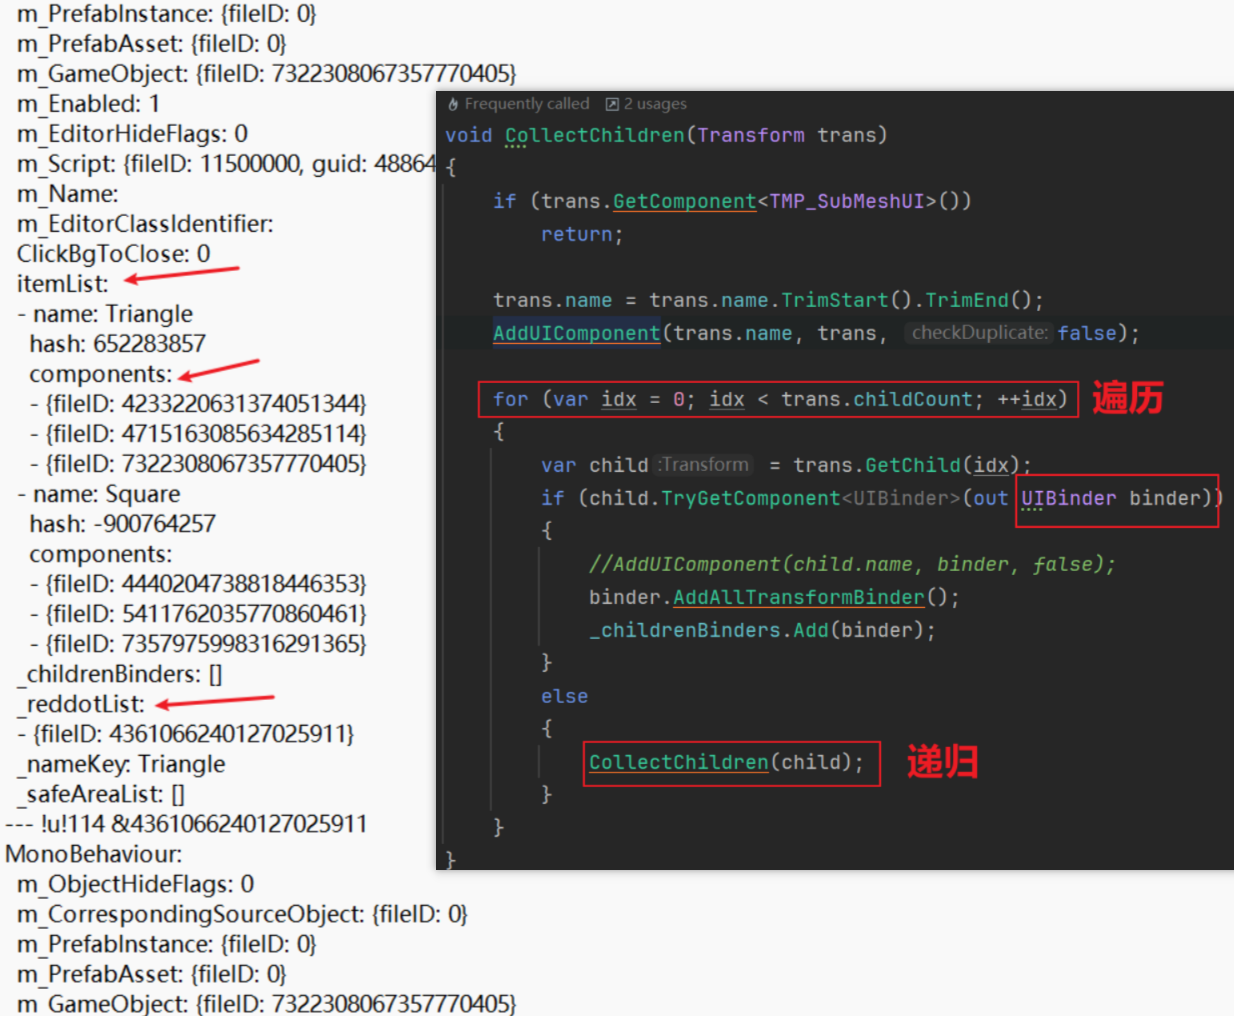 m_PrefabInstance: {fileID: 0}
m_PrefabAsset: {fileID: 0}
m_GameObject: {fileID: 7322308067357770405}
m_Enabled: 1
m_EditorHideFlags: 0
m_Script: {fileID: 11500000, guid: 48864
m_Name:
m_EditorClassIdentifier:
ClickBgToClose: 0
itemList:
- name: Triangle
hash: 652283857
components:
- {fileID: 4233220631374051344}
- {fileID: 4715163085634285114}
- {fileID: 7322308067357770405}
- name: Square
hash: -900764257
components:
- {fileID: 4440204738818446353}
- {fileID: 5411762035770860461}
- {fileID: 7357975998316291365}
_childrenBinders: []
_reddotList:
- {fileID: 4361066240127025911}
_nameKey: Triangle
_safeAreaList: []
--- !u!114 &4361066240127025911
MonoBehaviour:
m_ObjectHideFlags: 0
m_CorrespondingSourceObject: {fileID: 0}
m_PrefabInstance: {fileID: 0}
m_PrefabAsset: {fileID: 0}
m_GameObject: {fileID: 7322308067357770405}
Frequently called 2 usages
void CollectChildren(Transform trans)
{
if (trans.GetComponent<TMP_SubMeshUI>())
return;
trans.name = trans.name.TrimStart().TrimEnd();
AddUIComponent(trans.name, trans, checkDuplicate: false);
for (var idx = 0; idx < trans.childCount; ++idx) 遍历
{
var child :Transform = trans.GetChild(idx);
if (child.TryGetComponent<UIBinder>(out UIBinder binder))
{
//AddUIComponent(child.name, binder, false);
binder.AddAllTransformBinder();
_childrenBinders.Add(binder);
}
else
{
CollectChildren(child); 递归
}
}
}